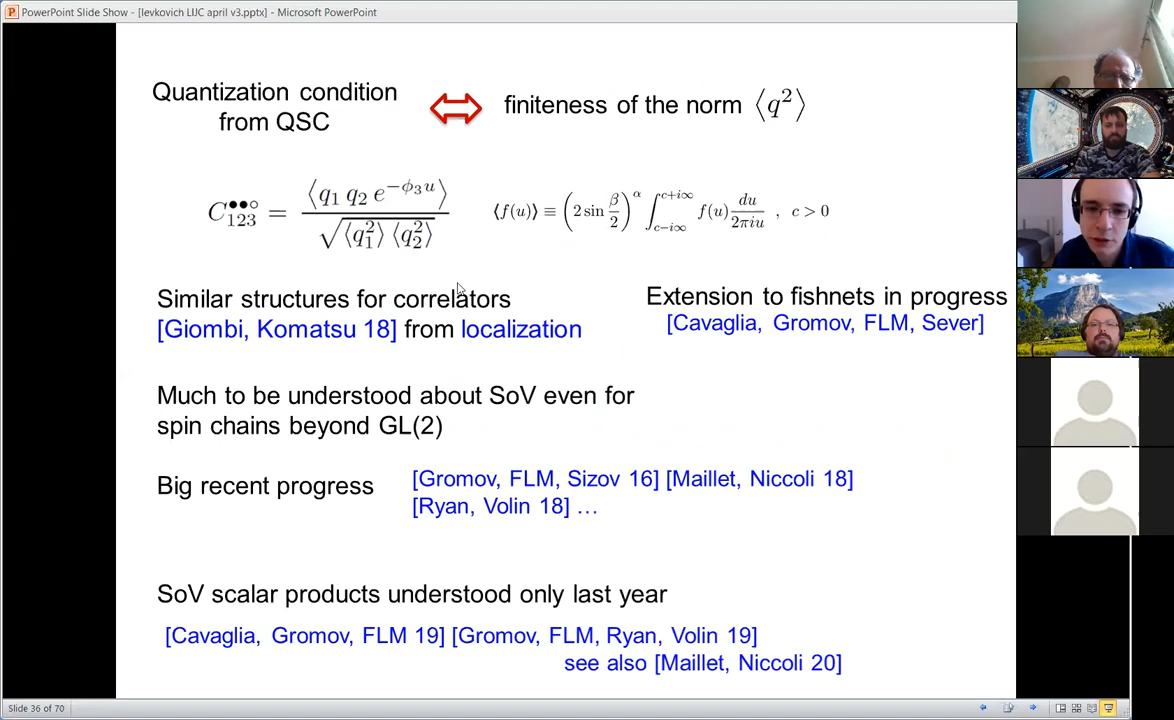 PowerPoint Slide Show - [levkovich LIJC april v3.pptx] - Microsoft PowerPoint
Quantization condition
from QSC
finiteness of the norm ⟨q²⟩
C₁₂₃^{●●○} = ⟨q₁ q₂ e^{-ϕ₃u}⟩ / √(⟨q₁²⟩ ⟨q₂²⟩)
⟨f(u)⟩ ≡ (2 sin β/2)^α ∫_{c-i∞}^{c+i∞} f(u) du/2πiu , c > 0
Similar structures for correlators
[Giombi, Komatsu 18] from localization
Extension to fishnets in progress
[Cavaglia, Gromov, FLM, Sever]
Much to be understood about SoV even for
spin chains beyond GL(2)
Big recent progress
[Gromov, FLM, Sizov 16] [Maillet, Niccoli 18]
[Ryan, Volin 18] …
SoV scalar products understood only last year
[Cavaglia, Gromov, FLM 19] [Gromov, FLM, Ryan, Volin 19]
see also [Maillet, Niccoli 20]
Slide 36 of 70